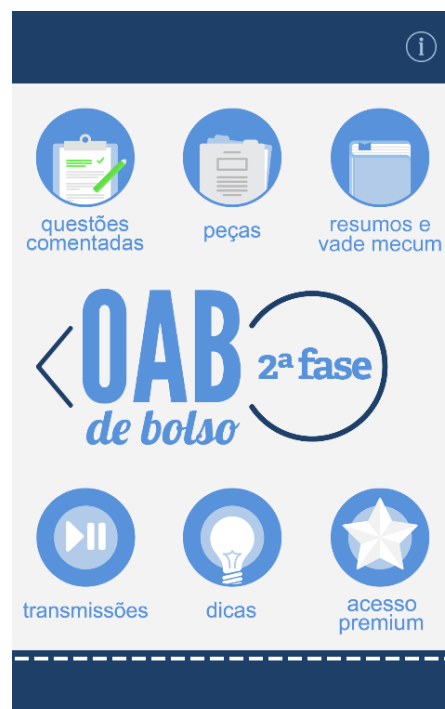 i
questões
comentadas
peças
resumos e
vade mecum
OAB
de bolso
2ª fase
transmissões
dicas
acesso
premium